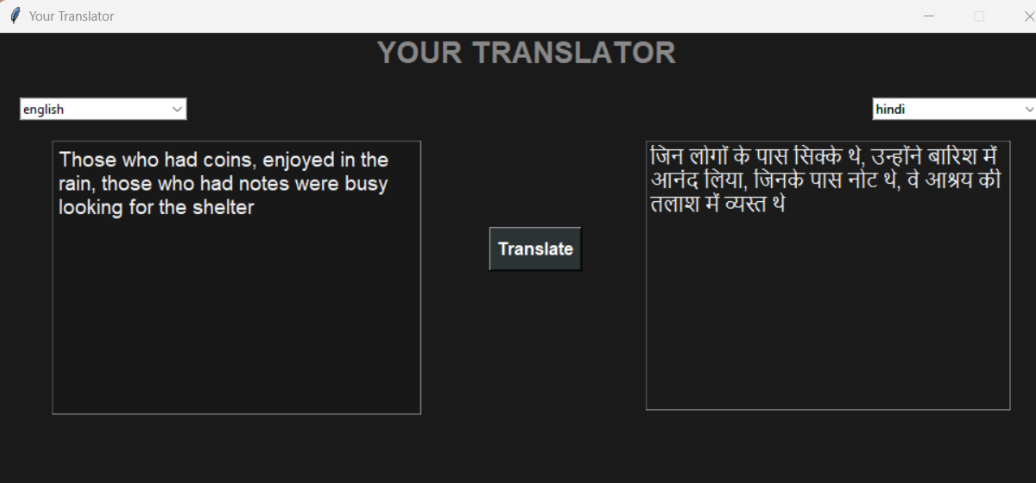 Your Translator
YOUR TRANSLATOR
english
hindi
Those who had coins, enjoyed in the
rain, those who had notes were busy
looking for the shelter
Translate
जिन लोगों के पास सिक्के थे, उन्होंने बारिश में
आनंद लिया, जिनके पास नोट थे, वे आश्रय की
तलाश में व्यस्त थे